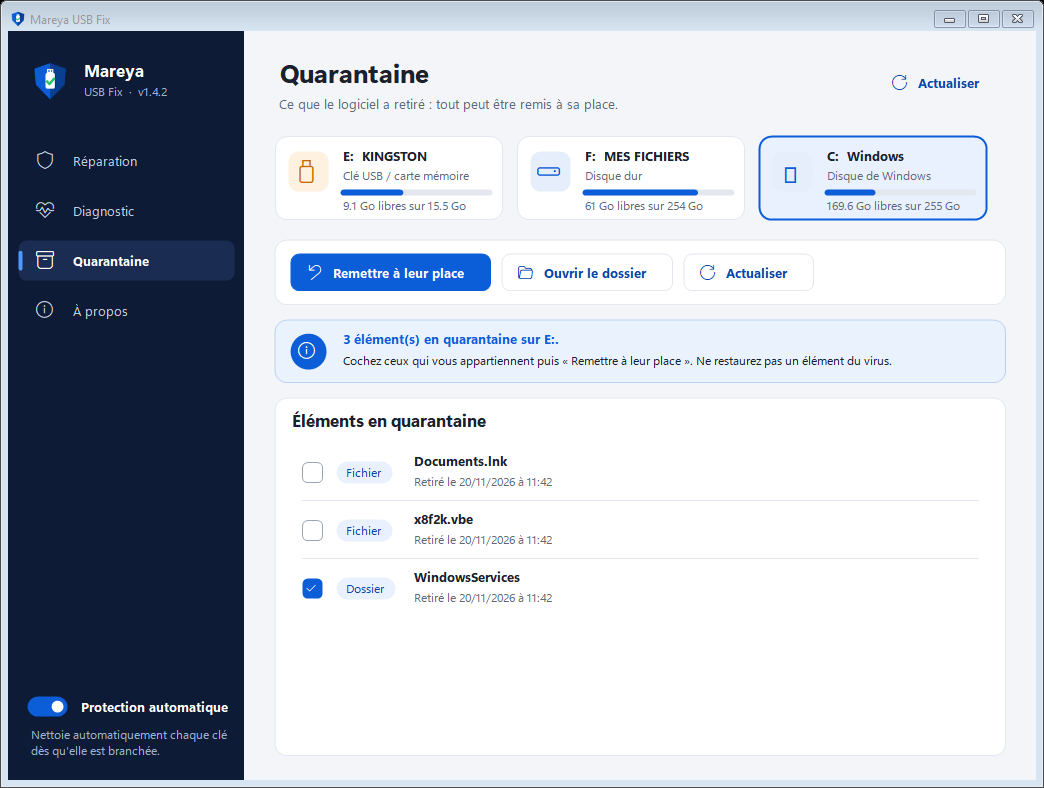 Mareya USB Fix
Mareya
USB Fix · v1.4.2
Réparation
Diagnostic
Quarantaine
À propos
Protection automatique
Nettoie automatiquement chaque clé
dès qu'elle est branchée.
Quarantaine
Ce que le logiciel a retiré : tout peut être remis à sa place.
Actualiser
E: KINGSTON
Clé USB / carte mémoire
9.1 Go libres sur 15.5 Go
F: MES FICHIERS
Disque dur
61 Go libres sur 254 Go
C: Windows
Disque de Windows
169.6 Go libres sur 255 Go
Remettre à leur place
Ouvrir le dossier
Actualiser
3 élément(s) en quarantaine sur E:.
Cochez ceux qui vous appartiennent puis « Remettre à leur place ». Ne restaurez pas un élément du virus.
Éléments en quarantaine
Fichier
Documents.lnk
Retiré le 20/11/2026 à 11:42
Fichier
x8f2k.vbe
Retiré le 20/11/2026 à 11:42
Dossier
WindowsServices
Retiré le 20/11/2026 à 11:42